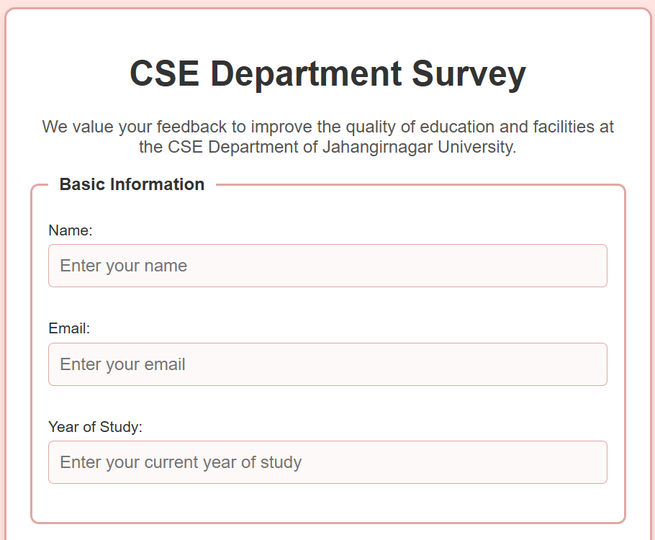 CSE Department Survey
We value your feedback to improve the quality of education and facilities at
the CSE Department of Jahangirnagar University.
Basic Information
Name:
Enter your name
Email:
Enter your email
Year of Study:
Enter your current year of study